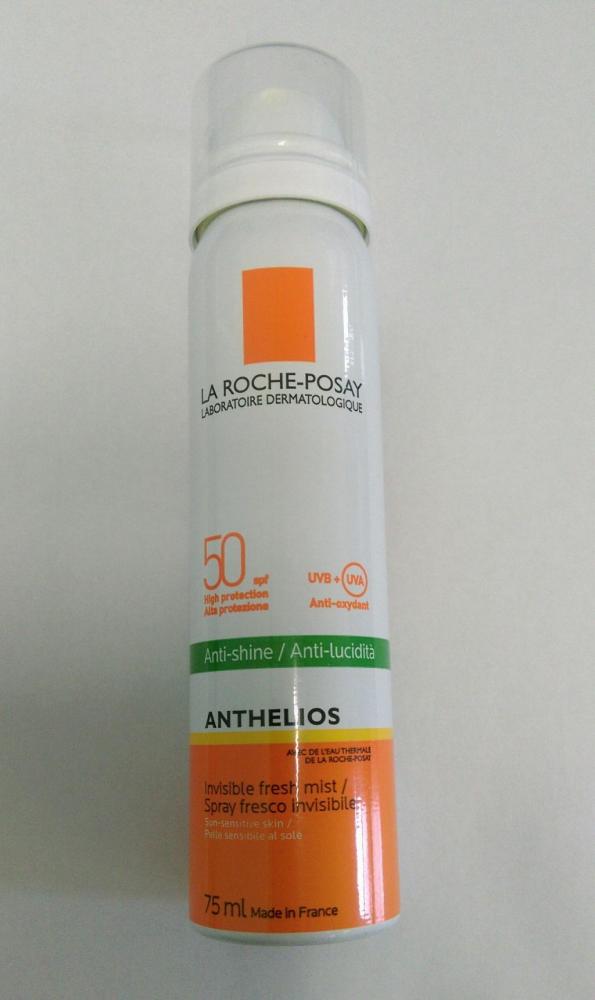 LA ROCHE-POSAY
LABORATOIRE DERMATOLOGIQUE
50 spf
High protection
Alta protezione
UVB + UVA
Anti-oxydant
Anti-shine / Anti-lucidità
ANTHELIOS
AVEC DE L'EAU THERMALE
DE LA ROCHE-POSAY
Invisible fresh mist /
Spray fresco invisibile
Sun-sensitive skin /
Pelle sensibile al sole
75 ml Made in France